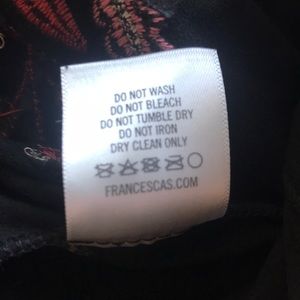 DO NOT WASH
DO NOT BLEACH
DO NOT TUMBLE DRY
DO NOT IRON
DRY CLEAN ONLY
FRANCESCAS.COM